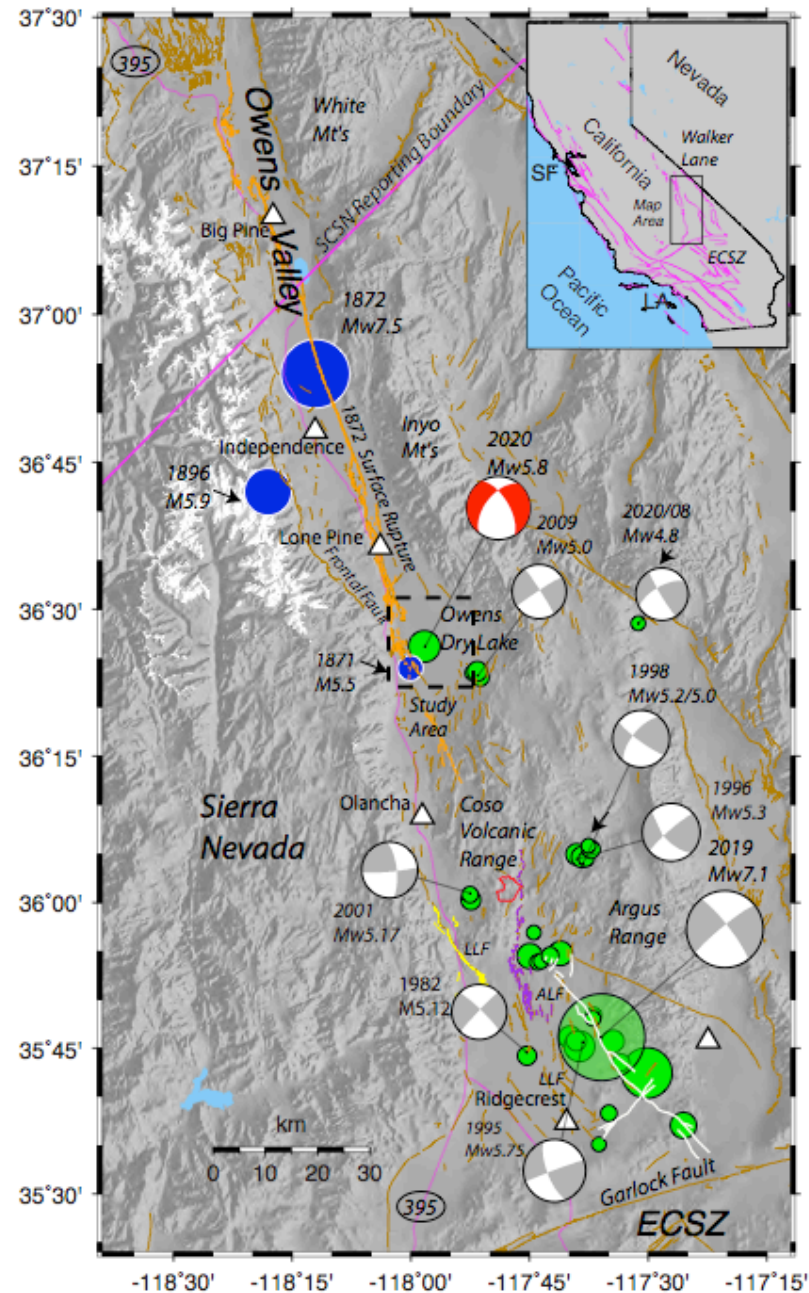 37˚30'
37˚15'
37˚00'
36˚45'
36˚30'
36˚15'
36˚00'
35˚45'
35˚30'
-118˚30'
-118˚15'
-118˚00'
-117˚45'
-117˚30'
-117˚15'
395
Owens
Valley
White
Mt's
SCSN Reporting Boundary
Big Pine
1872
Mw7.5
Independence
1872 Surface Rupture
Inyo
Mt's
1896
M5.9
Lone Pine
Frontal Fault
2020
Mw5.8
2009
Mw5.0
2020/08
Mw4.8
Owens
Dry Lake
1871
M5.5
Study
Area
1998
Mw5.2/5.0
Olancha
Coso
Volcanic
Range
Sierra
Nevada
1996
Mw5.3
2019
Mw7.1
2001
Mw5.17
LLF
Argus
Range
1982
M5.12
ALF
LLF
Ridgecrest
1995
Mw5.75
km
0 10 20 30
Garlock Fault
395
ECSZ
Nevada
California
Walker
Lane
SF
Map
Area
ECSZ
Pacific
Ocean
LA